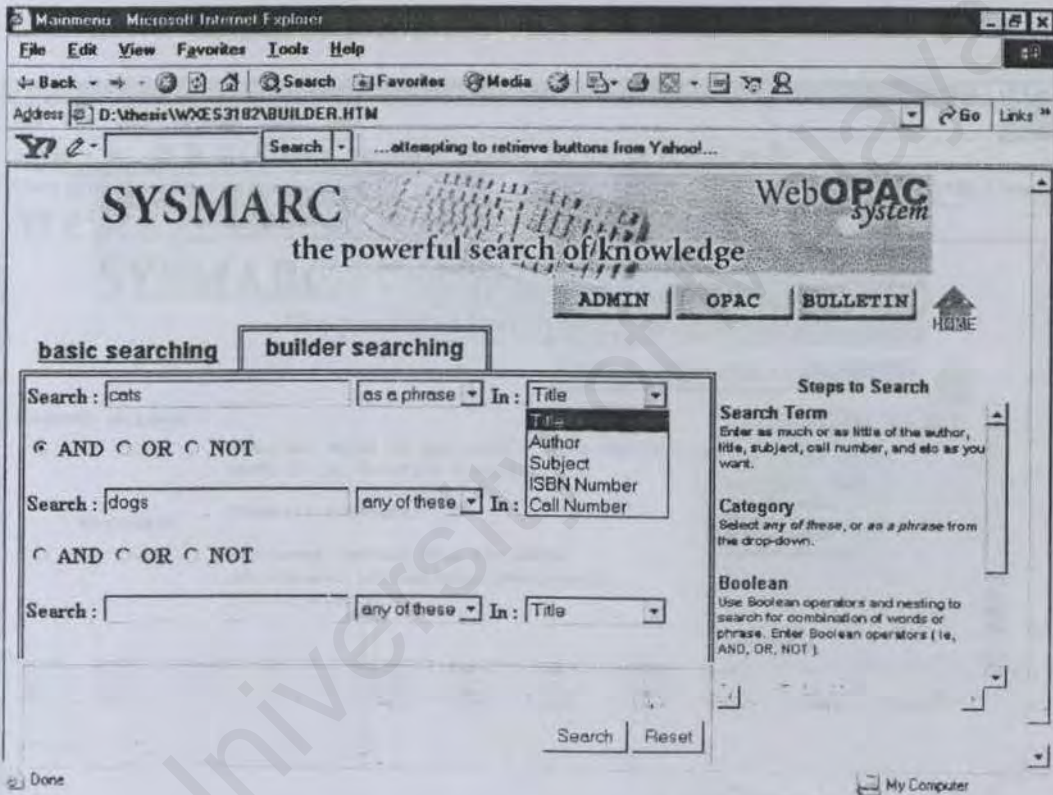 Mainmenu - Microsoft Internet Explorer
File Edit View Favorites Tools Help
Back Search Favorites Media
Address D:\thesis\WXES3182\BUILDER.HTM Go Links »
Y! Search ...attempting to retrieve buttons from Yahoo!...
SYSMARC
WebOPAC
system
the powerful search of knowledge
ADMIN OPAC BULLETIN
HOME
basic searching builder searching
Search : cats as a phrase In : Title
Title
Author
Subject
ISBN Number
Call Number
AND OR NOT
Search : dogs any of these In :
AND OR NOT
Search : any of these In : Title
Search Reset
Steps to Search
Search Term
Enter as much or as little of the author,
title, subject, call number, and etc as you
want.
Category
Select any of these, or as a phrase from
the drop-down.
Boolean
Use Boolean operators and nesting to
search for combination of words or
phrase. Enter Boolean operators ( ie,
AND, OR, NOT ).
Done My Computer
University of Malaya